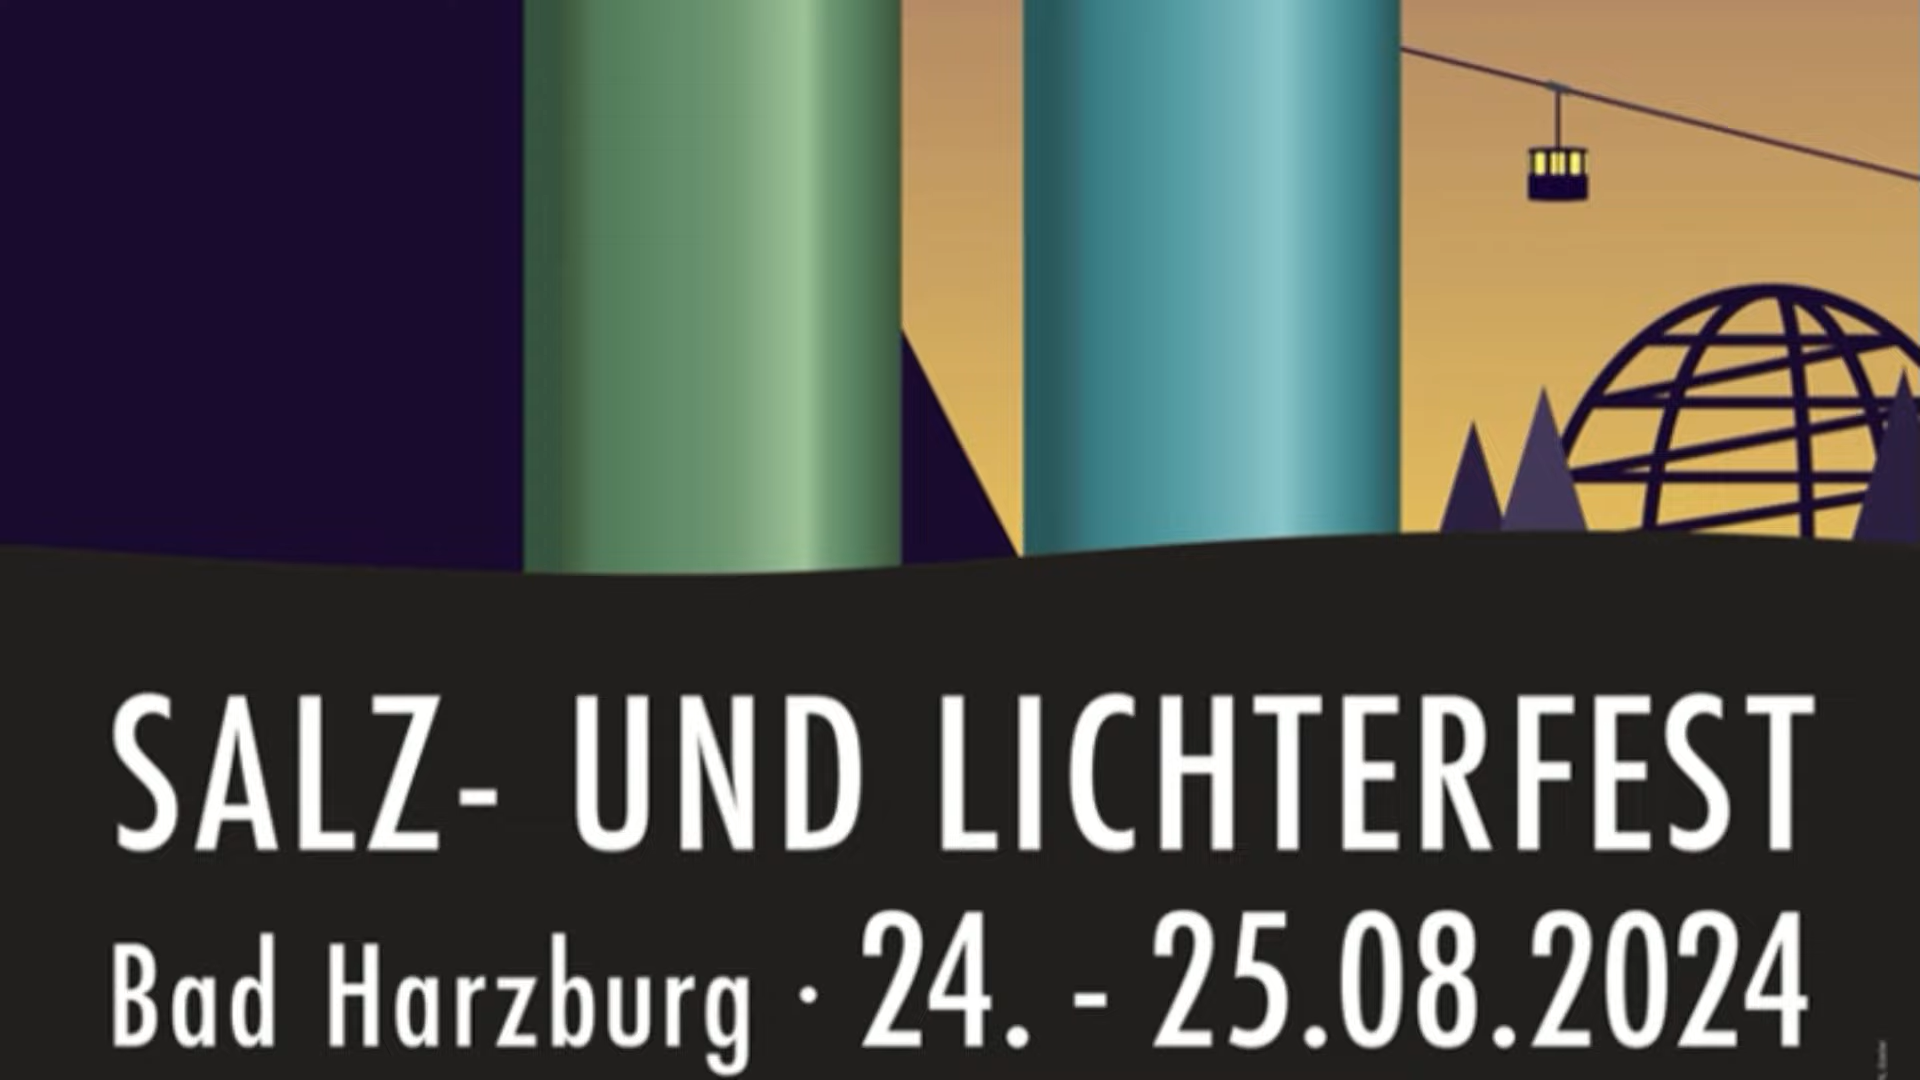 SALZ- UND LICHTERFEST
Bad Harzburg · 24. - 25.08.2024